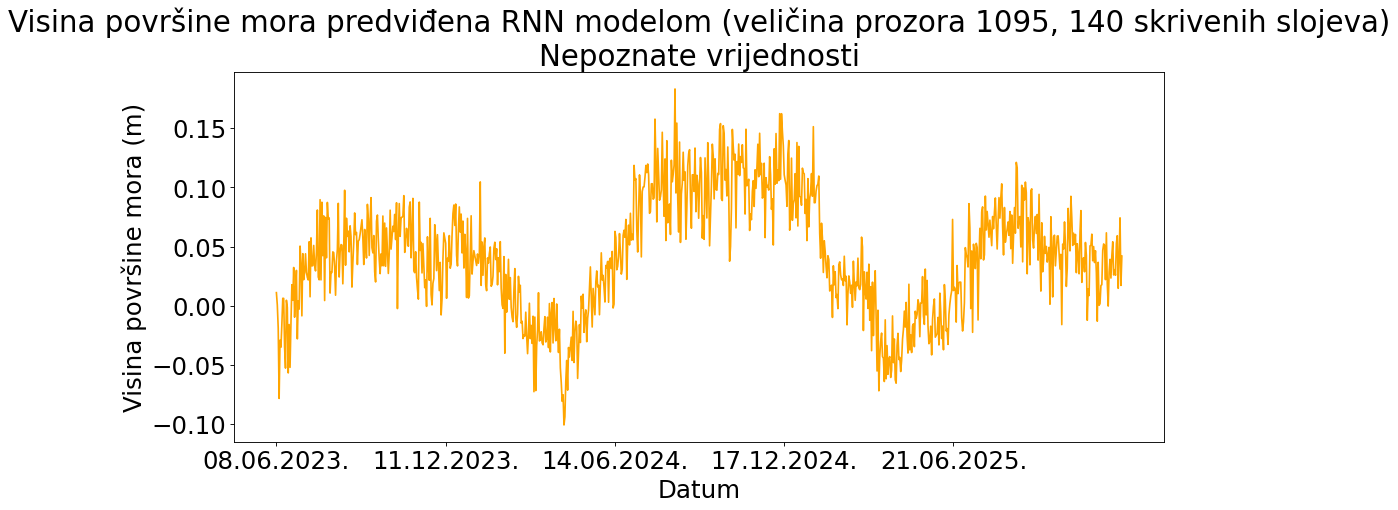 Visina površine mora predviđena RNN modelom (veličina prozora 1095, 140 skrivenih slojeva)
Nepoznate vrijednosti
Visina površine mora (m)
0.15
0.10
0.05
0.00
−0.05
−0.10
08.06.2023. 11.12.2023. 14.06.2024. 17.12.2024. 21.06.2025.
Datum